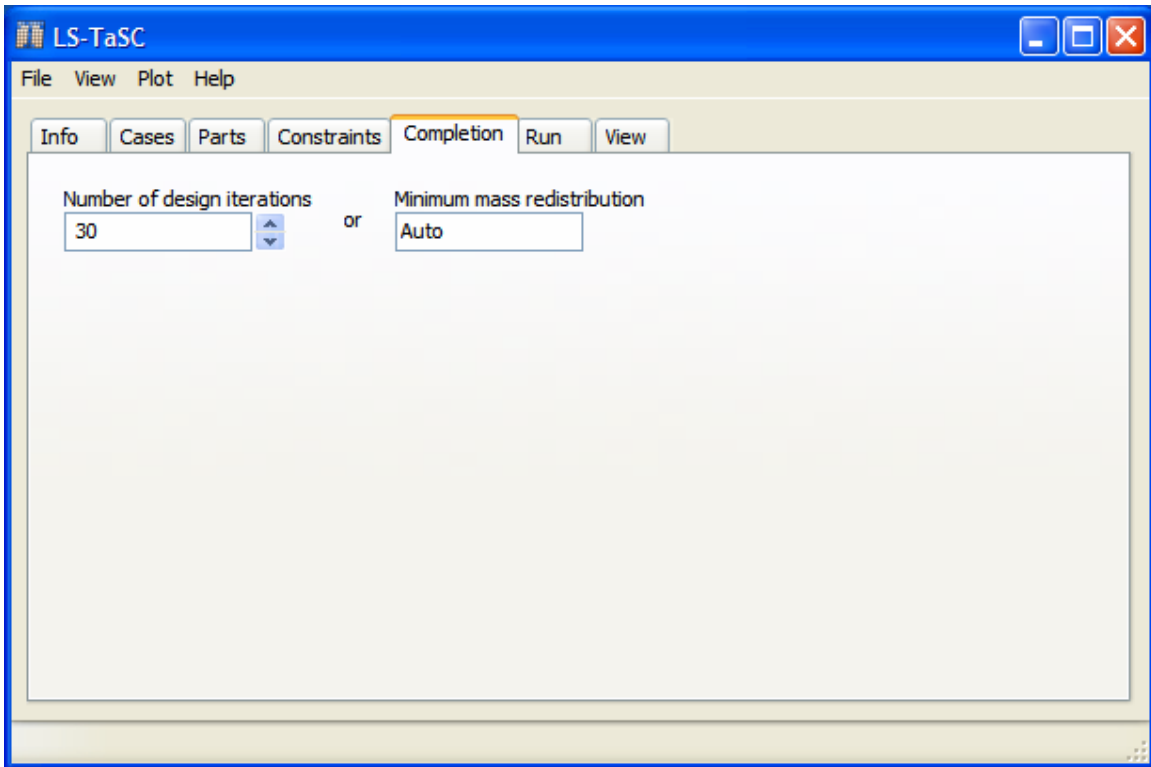 LS-TaSC
File View Plot Help
Info Cases Parts Constraints Completion Run View
Number of design iterations or Minimum mass redistribution
30 Auto